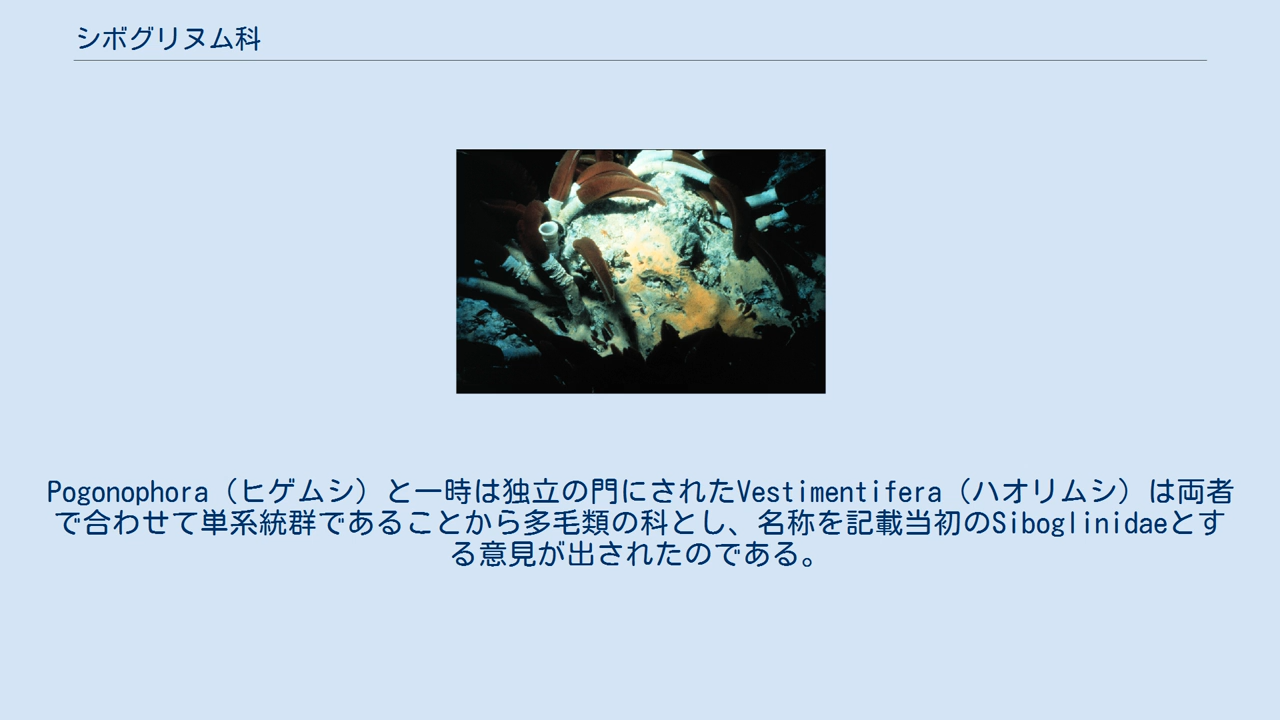 シボグリヌム科
Pogonophora（ヒゲムシ）と一時は独立の門にされたVestimentifera（ハオリムシ）は両者
で合わせて単系統群であることから多毛類の科とし、名称を記載当初のSiboglinidaeとす
る意見が出されたのである。